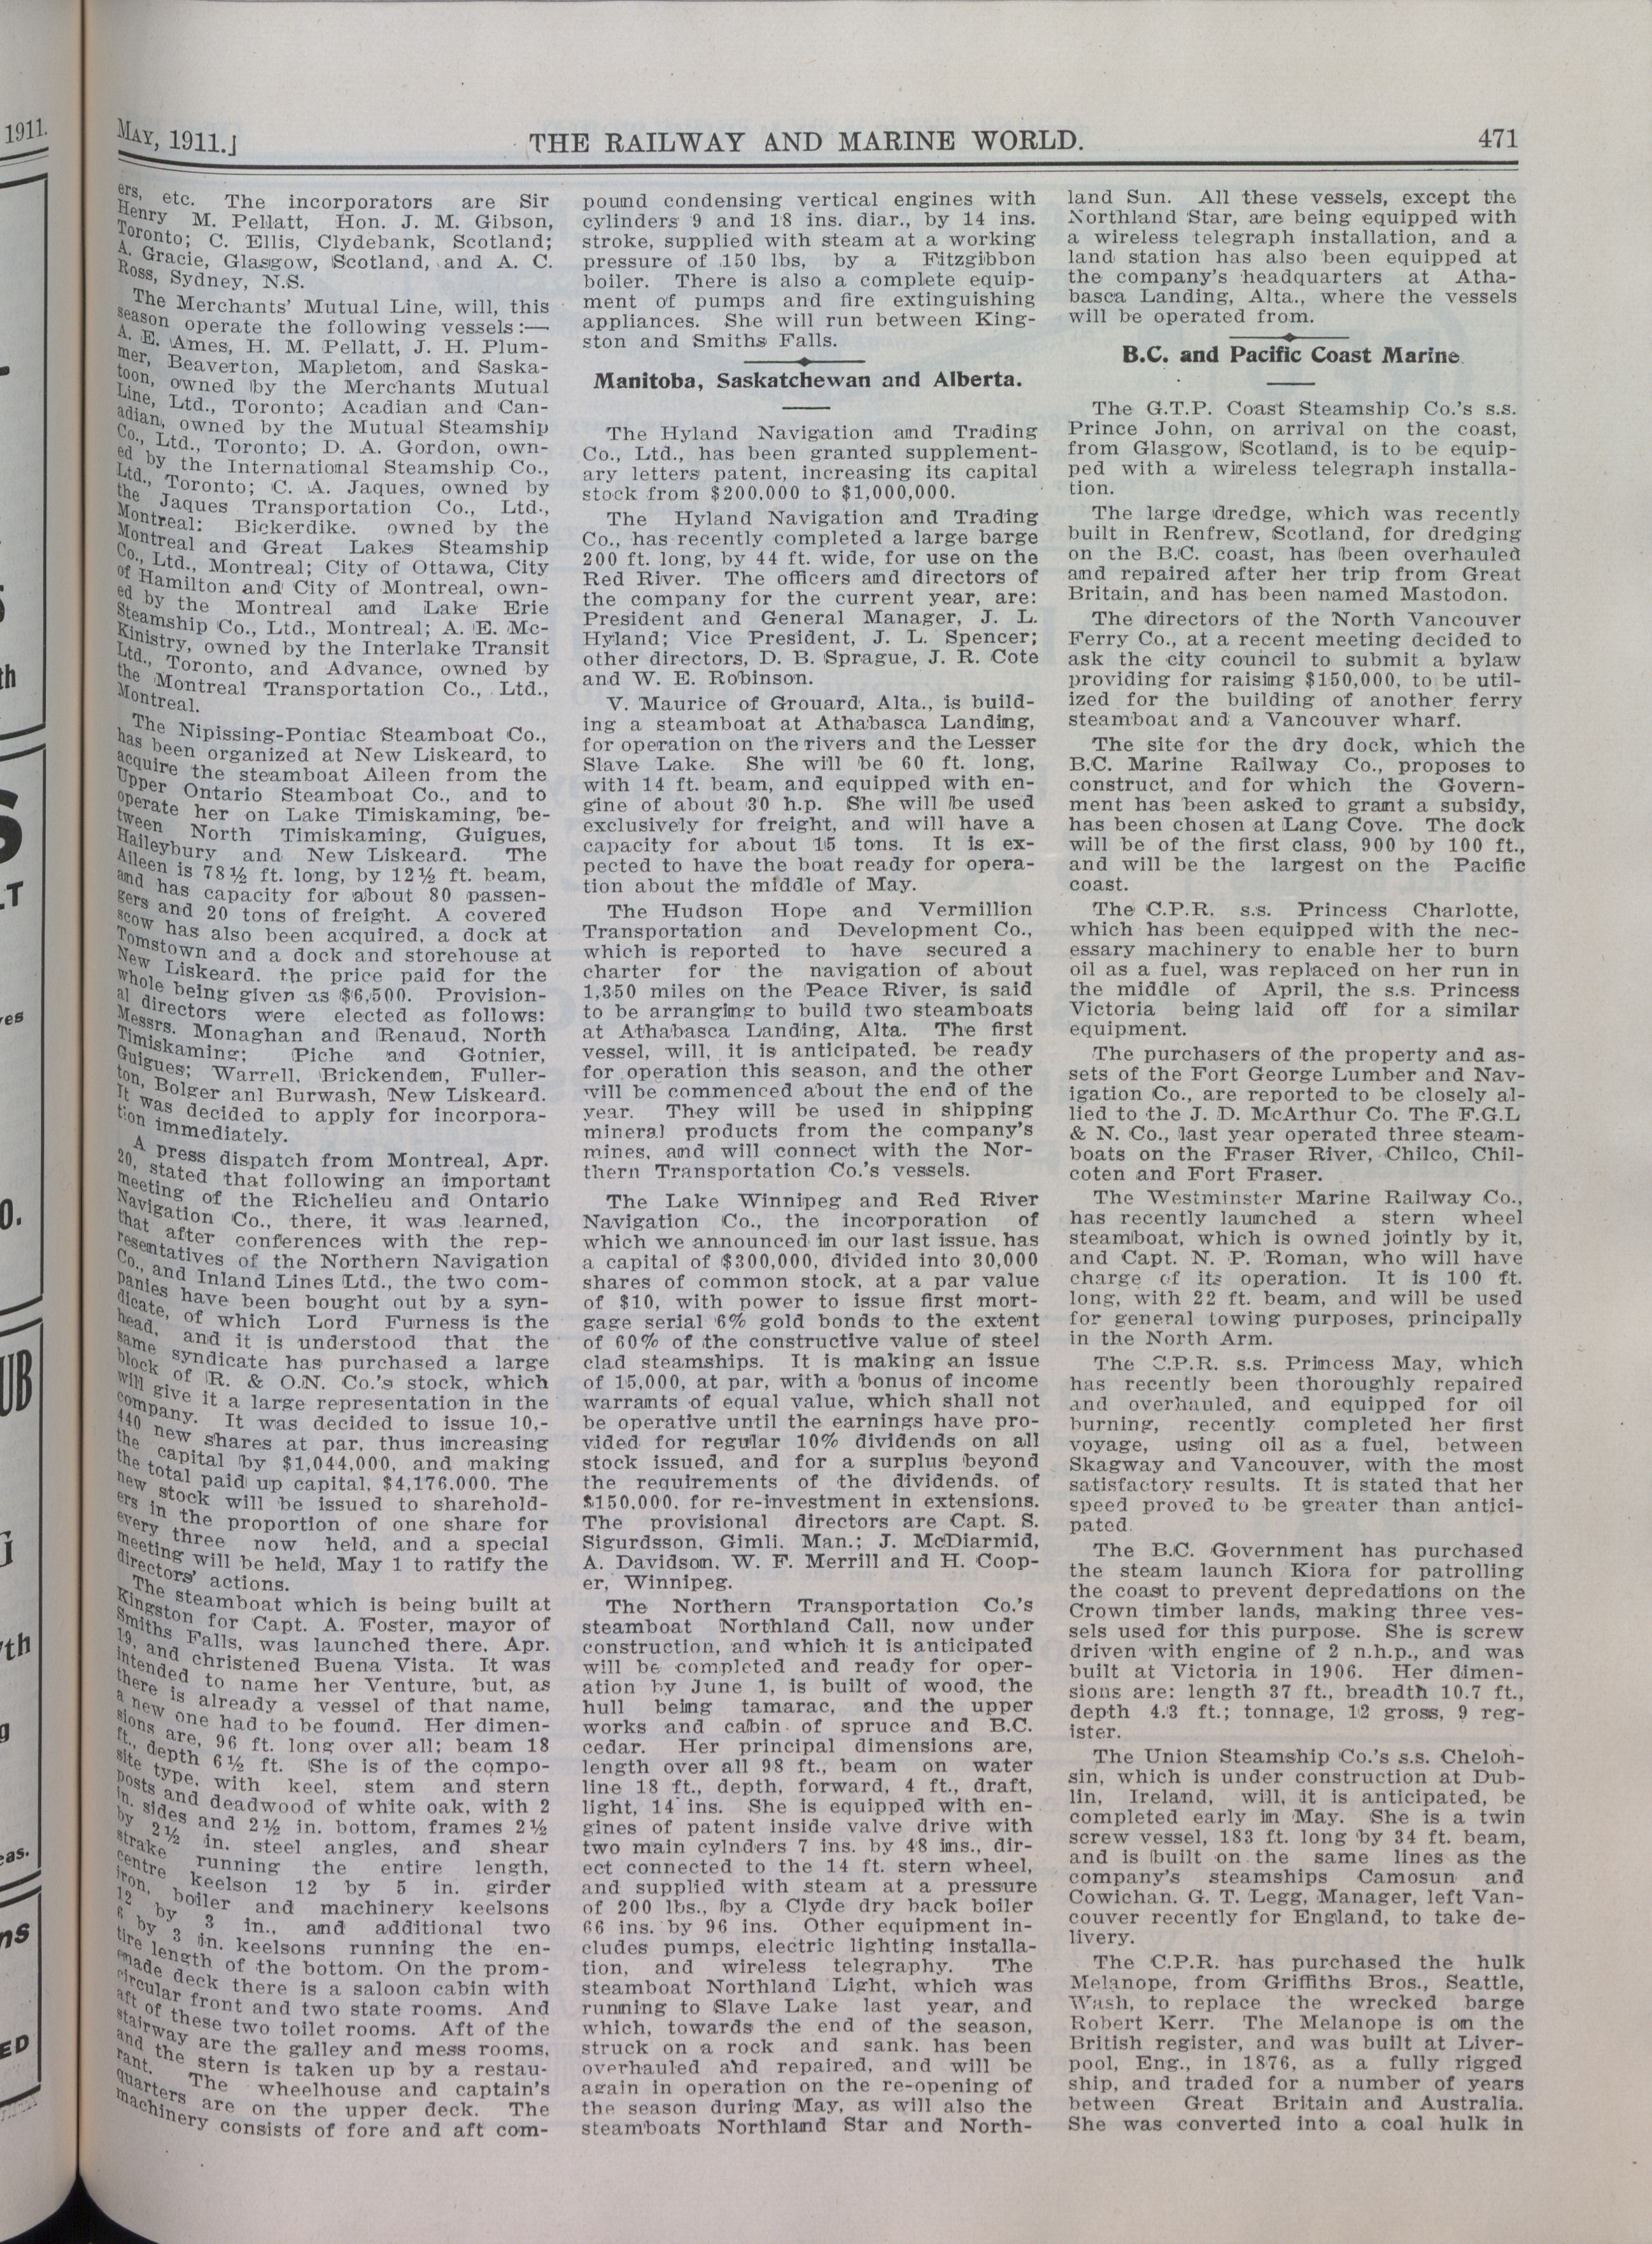 1911.
MAY, 1911.]
THE RAILWAY AND MARINE WORLD.
471
ers, etc. The incorporators are Sir
Henry M. Pellatt, Hon. J. M. Gibson,
Toronto; C. Ellis, Clydebank, Scotland;
A. Gracie, Glasgow, Scotland, and A. C.
Ross, Sydney, N.S.
The Merchants' Mutual Line, will, this
season operate the following vessels:—
A. E. Ames, H. M. Pellatt, J. H. Plum-
mer, Beaverton, Mapleton, and Saska-
toon, owned by the Merchants Mutual
Line, Ltd., Toronto; Acadian and Can-
adian, owned by the Mutual Steamship
Co., Ltd., Toronto; D. A. Gordon, own-
ed by the International Steamship Co.,
Ltd., Toronto; C. A. Jaques, owned by
the Jaques Transportation Co., Ltd.,
Montreal: Bickerdike. owned by the
Montreal and Great Lakes Steamship
Co., Ltd., Montreal; City of Ottawa, City
of Hamilton and City of Montreal, own-
ed by the Montreal and Lake Erie
Steamship Co., Ltd., Montreal; A. E. Mc-
Kinistry, owned by the Interlake Transit
Ltd., Toronto, and Advance, owned by
the Montreal Transportation Co., Ltd.,
Montreal.
The Nipissing-Pontiac Steamboat Co.,
has been organized at New Liskeard, to
acquire the steamboat Aileen from the
Upper Ontario Steamboat Co., and to
operate her on Lake Timiskaming, be-
tween North Timiskaming, Guigues,
Haileybury and New Liskeard. The
Aileen is 78½ ft. long, by 12½ ft. beam,
and has capacity for about 80 passen-
gers and 20 tons of freight. A covered
scow has also been acquired, a dock at
Tomstown and a dock and storehouse at
New Liskeard. the price paid for the
whole being given as $6,500. Provision-
al directors were elected as follows:
Messrs. Monaghan and Renaud, North
Timiskaming; Piche and Gotnier,
Guigues; Warrell, Brickendem, Fuller-
ton, Bolger anl Burwash, New Liskeard.
It was decided to apply for incorpora-
tion immediately.
A press dispatch from Montreal, Apr.
20, stated that following an important
meeting of the Richelieu and Ontario
Navigation Co., there, it was learned,
that after conferences with the rep-
resentatives of the Northern Navigation
Co., and Inland Lines Ltd., the two com-
panies have been bought out by a syn-
dicate, of which Lord Furness is the
head, and it is understood that the
same syndicate has purchased a large
block of R. & O.N. Co.'s stock, which
will give it a large representation in the
company. It was decided to issue 10,-
440 new shares at par, thus increasing
the capital by $1,044,000, and making
the total paid up capital, $4,176,000. The
new stock will be issued to sharehold-
ers in the proportion of one share for
every three now held, and a special
meeting will be held, May 1 to ratify the
directors' actions.
The steamboat which is being built at
Kingston for Capt. A. Foster, mayor of
Smiths Falls, was launched there, Apr.
19, and christened Buena Vista. It was
intended to name her Venture, but, as
there is already a vessel of that name,
a new one had to be found. Her dimen-
sions are, 96 ft. long over all; beam 18
ft., depth 6½ ft. She is of the compo-
site type, with keel, stem and stern
posts and deadwood of white oak, with 2
in. sides and 2½ in. bottom, frames 2½
by 2½ in. steel angles, and shear
strake running the entire length,
centre keelson 12 by 5 in. girder
iron, boiler and machinery keelsons
12 by 3 in., and additional two
6 by 3 in. keelsons running the en-
tire length of the bottom. On the prom-
enade deck there is a saloon cabin with
circular front and two state rooms. And
aft of these two toilet rooms. Aft of the
stairway are the galley and mess rooms,
and the stern is taken up by a restau-
rant. The wheelhouse and captain's
quarters are on the upper deck. The
machinery consists of fore and aft com-
pound condensing vertical engines with
cylinders 9 and 18 ins. diar., by 14 ins.
stroke, supplied with steam at a working
pressure of 150 lbs, by a Fitzgibbon
boiler. There is also a complete equip-
ment of pumps and fire extinguishing
appliances. She will run between King-
ston and Smiths Falls.
Manitoba, Saskatchewan and Alberta.
The Hyland Navigation and Trading
Co., Ltd., has been granted supplement-
ary letters patent, increasing its capital
stock from $200,000 to $1,000,000.
The Hyland Navigation and Trading
Co., has recently completed a large barge
200 ft. long, by 44 ft. wide, for use on the
Red River. The officers and directors of
the company for the current year, are:
President and General Manager, J. L.
Hyland; Vice President, J. L. Spencer;
other directors, D. B. Sprague, J. R. Cote
and W. E. Robinson.
V. Maurice of Grouard, Alta., is build-
ing a steamboat at Athabasca Landing,
for operation on the rivers and the Lesser
Slave Lake. She will be 60 ft. long,
with 14 ft. beam, and equipped with en-
gine of about 30 h.p. She will be used
exclusively for freight, and will have a
capacity for about 15 tons. It is ex-
pected to have the boat ready for opera-
tion about the middle of May.
The Hudson Hope and Vermillion
Transportation and Development Co.,
which is reported to have secured a
charter for the navigation of about
1,350 miles on the Peace River, is said
to be arranging to build two steamboats
at Athabasca Landing, Alta. The first
vessel, will, it is anticipated. be ready
for operation this season, and the other
will be commenced about the end of the
year. They will be used in shipping
mineral products from the company's
mines, and will connect with the Nor-
thern Transportation Co.'s vessels.
The Lake Winnipeg and Red River
Navigation Co., the incorporation of
which we announced in our last issue, has
a capital of $300,000, divided into 30,000
shares of common stock, at a par value
of $10, with power to issue first mort-
gage serial 6% gold bonds to the extent
of 60% of the constructive value of steel
clad steamships. It is making an issue
of 15,000, at par, with a bonus of income
warrants of equal value, which shall not
be operative until the earnings have pro-
vided for regular 10% dividends on all
stock issued, and for a surplus beyond
the requirements of the dividends, of
$150,000, for re-investment in extensions.
The provisional directors are Capt. S.
Sigurdsson, Gimli. Man.; J. McDiarmid,
A. Davidsom. W. F. Merrill and H. Coop-
er, Winnipeg.
The Northern Transportation Co.'s
steamboat Northland Call, now under
construction, and which it is anticipated
will be completed and ready for oper-
ation by June 1, is built of wood, the
hull being tamarac, and the upper
works and cabin of spruce and B.C.
cedar. Her principal dimensions are,
length over all 98 ft., beam on water
line 18 ft., depth, forward, 4 ft., draft,
light, 14 ins. She is equipped with en-
gines of patent inside valve drive with
two main cylnders 7 ins. by 48 ins., dir-
ect connected to the 14 ft. stern wheel,
and supplied with steam at a pressure
of 200 lbs., by a Clyde dry back boiler
66 ins. by 96 ins. Other equipment in-
cludes pumps, electric lighting installa-
tion, and wireless telegraphy. The
steamboat Northland Light, which was
running to Slave Lake last year, and
which, towards the end of the season,
struck on a rock and sank. has been
overhauled and repaired, and will be
again in operation on the re-opening of
the season during May, as will also the
steamboats Northland Star and North-
land Sun. All these vessels, except the
Northland Star, are being equipped with
a wireless telegraph installation, and a
land station has also been equipped at
the company's headquarters at Atha-
basca Landing, Alta., where the vessels
will be operated from.
B.C. and Pacific Coast Marine.
The G.T.P. Coast Steamship Co.'s s.s.
Prince John, on arrival on the coast,
from Glasgow, Scotland, is to be equip-
ped with a wireless telegraph installa-
tion.
The large dredge, which was recently
built in Renfrew, Scotland, for dredging
on the B.C. coast, has been overhauled
and repaired after her trip from Great
Britain, and has been named Mastodon.
The directors of the North Vancouver
Ferry Co., at a recent meeting decided to
ask the city council to submit a bylaw
providing for raising $150,000, to be util-
ized for the building of another ferry
steamboat and a Vancouver wharf.
The site for the dry dock, which the
B.C. Marine Railway Co., proposes to
construct, and for which the Govern-
ment has been asked to grant a subsidy,
has been chosen at Lang Cove. The dock
will be of the first class, 900 by 100 ft.,
and will be the largest on the Pacific
coast.
The C.P.R. s.s. Princess Charlotte,
which has been equipped with the nec-
essary machinery to enable her to burn
oil as a fuel, was replaced on her run in
the middle of April, the s.s. Princess
Victoria being laid off for a similar
equipment.
The purchasers of the property and as-
sets of the Fort George Lumber and Nav-
igation Co., are reported to be closely al-
lied to the J. D. McArthur Co. The F.G.L
& N. Co., last year operated three steam-
boats on the Fraser River, Chilco, Chil-
coten and Fort Fraser.
The Westminster Marine Railway Co.,
has recently launched a stern wheel
steamboat, which is owned jointly by it,
and Capt. N. P. Roman, who will have
charge of its operation. It is 100 ft.
long, with 22 ft. beam, and will be used
for general towing purposes, principally
in the North Arm.
The C.P.R. s.s. Princess May, which
has recently been thoroughly repaired
and overhauled, and equipped for oil
burning, recently completed her first
voyage, using oil as a fuel, between
Skagway and Vancouver, with the most
satisfactory results. It is stated that her
speed proved to be greater than antici-
pated.
The B.C. Government has purchased
the steam launch Kiora for patrolling
the coast to prevent depredations on the
Crown timber lands, making three ves-
sels used for this purpose. She is screw
driven with engine of 2 n.h.p., and was
built at Victoria in 1906. Her dimen-
sions are: length 37 ft., breadth 10.7 ft.,
depth 4.3 ft.; tonnage, 12 gross, 9 reg-
ister.
The Union Steamship Co.'s s.s. Cheloh-
sin, which is under construction at Dub-
lin, Ireland, will, it is anticipated, be
completed early in May. She is a twin
screw vessel, 183 ft. long by 34 ft. beam,
and is built on the same lines as the
company's steamships Camosun and
Cowichan. G. T. Legg, Manager, left Van-
couver recently for England, to take de-
livery.
The C.P.R. has purchased the hulk
Melanope, from Griffiths Bros., Seattle,
Wash, to replace the wrecked barge
Robert Kerr. The Melanope is on the
British register, and was built at Liver-
pool, Eng., in 1876, as a fully rigged
ship, and traded for a number of years
between Great Britain and Australia.
She was converted into a coal hulk in